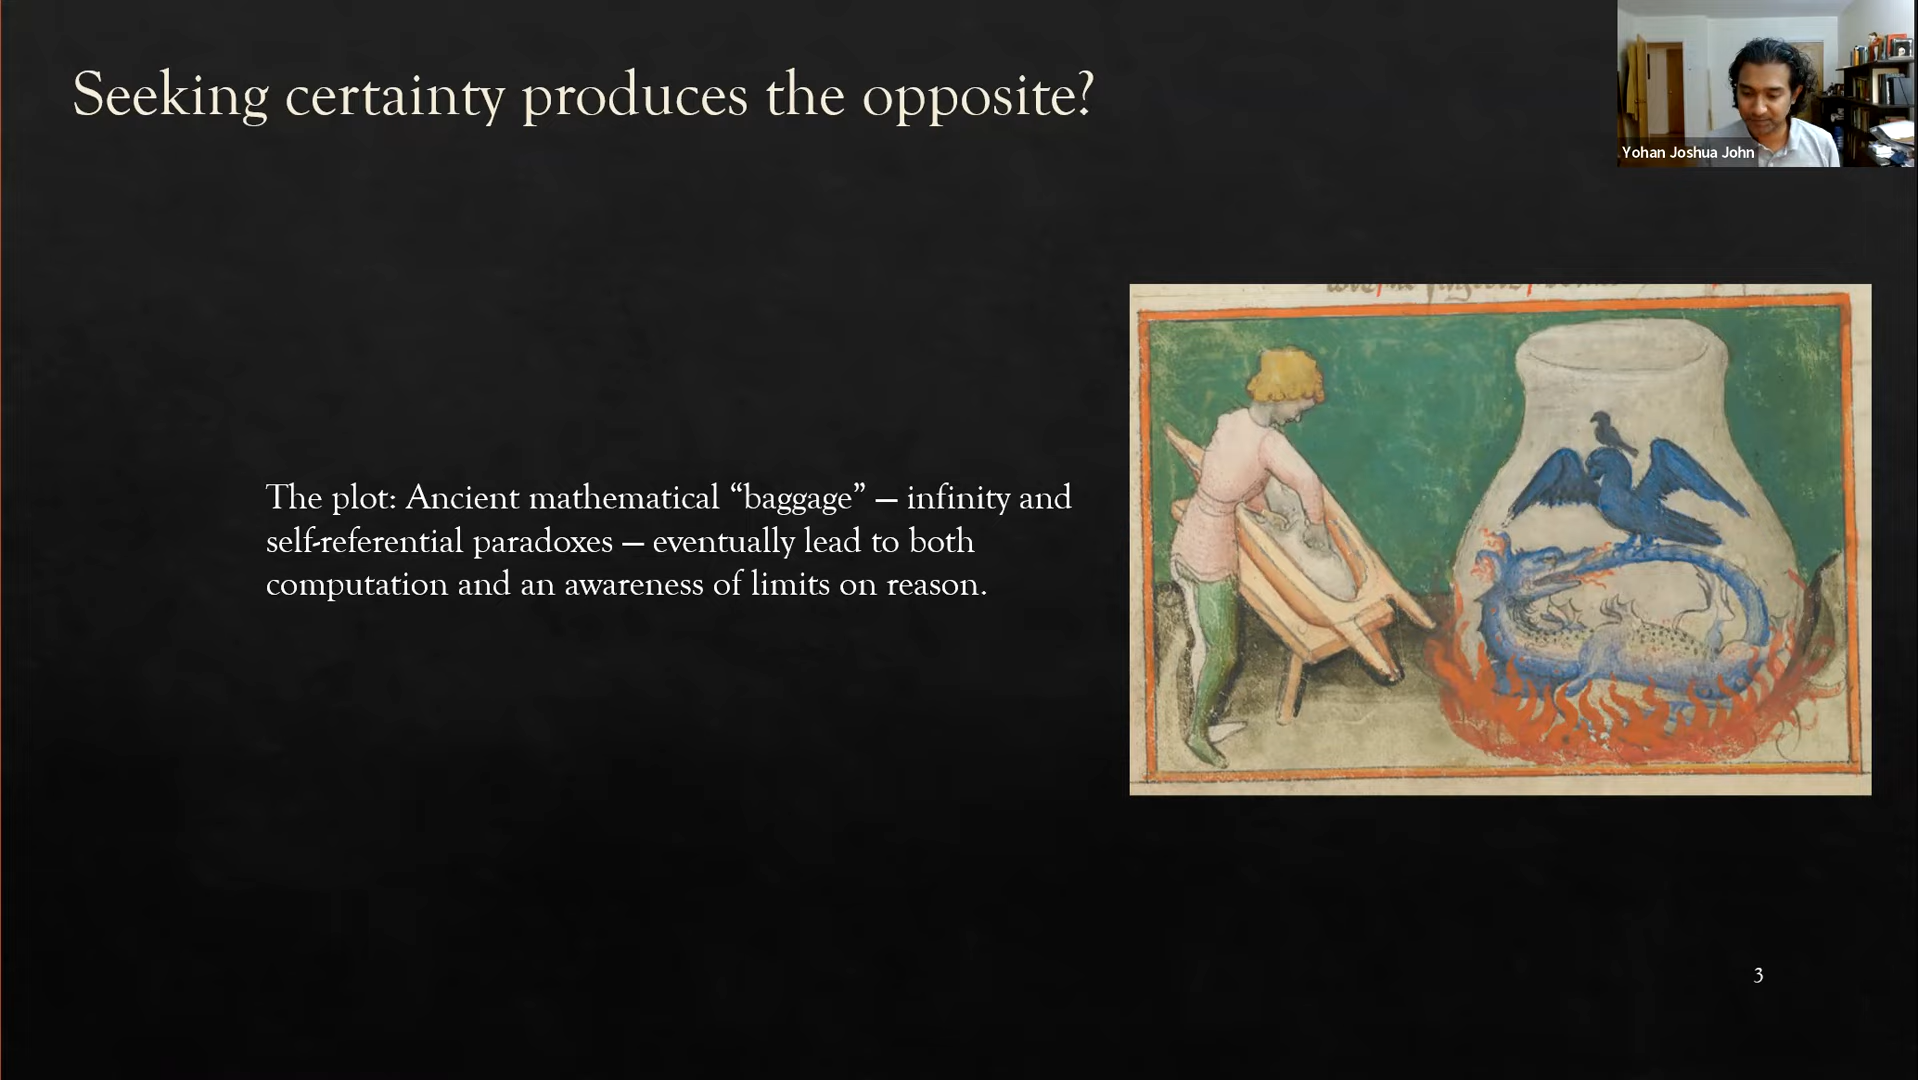 Seeking certainty produces the opposite?
Yohan Joshua John
The plot: Ancient mathematical “baggage” — infinity and
self-referential paradoxes — eventually lead to both
computation and an awareness of limits on reason.
3